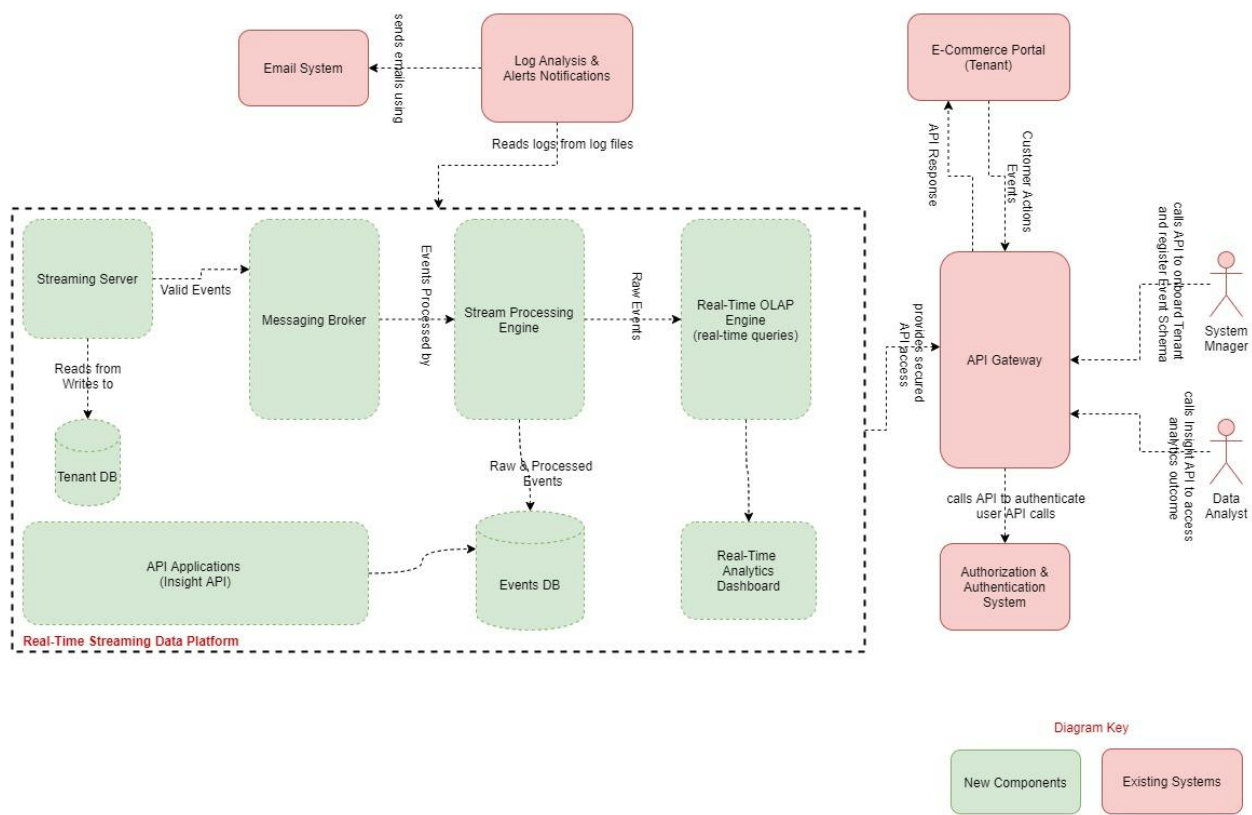 sends emails using
Email System
Log Analysis &
Alerts Notifications
E-Commerce Portal
(Tenant)
Reads logs from log files
API Response
Customer Actions
Events
calls API to onboard Tenant
and register Event Schema
System
Mnager
Streaming Server
Valid Events
Messaging Broker
Events Processed by
Stream Processing
Engine
Raw Events
Real-Time OLAP
Engine
(real-time queries)
provides secured
API access
API Gateway
Reads from
Writes to
Tenant DB
Raw & Processed
Events
calls Insight API to access
analytics outcome
Data
Analyst
calls API to authenticate
user API calls
API Applications
(Insight API)
Events DB
Real-Time
Analytics
Dashboard
Authorization &
Authentication
System
Real-Time Streaming Data Platform
Diagram Key
New Components
Existing Systems